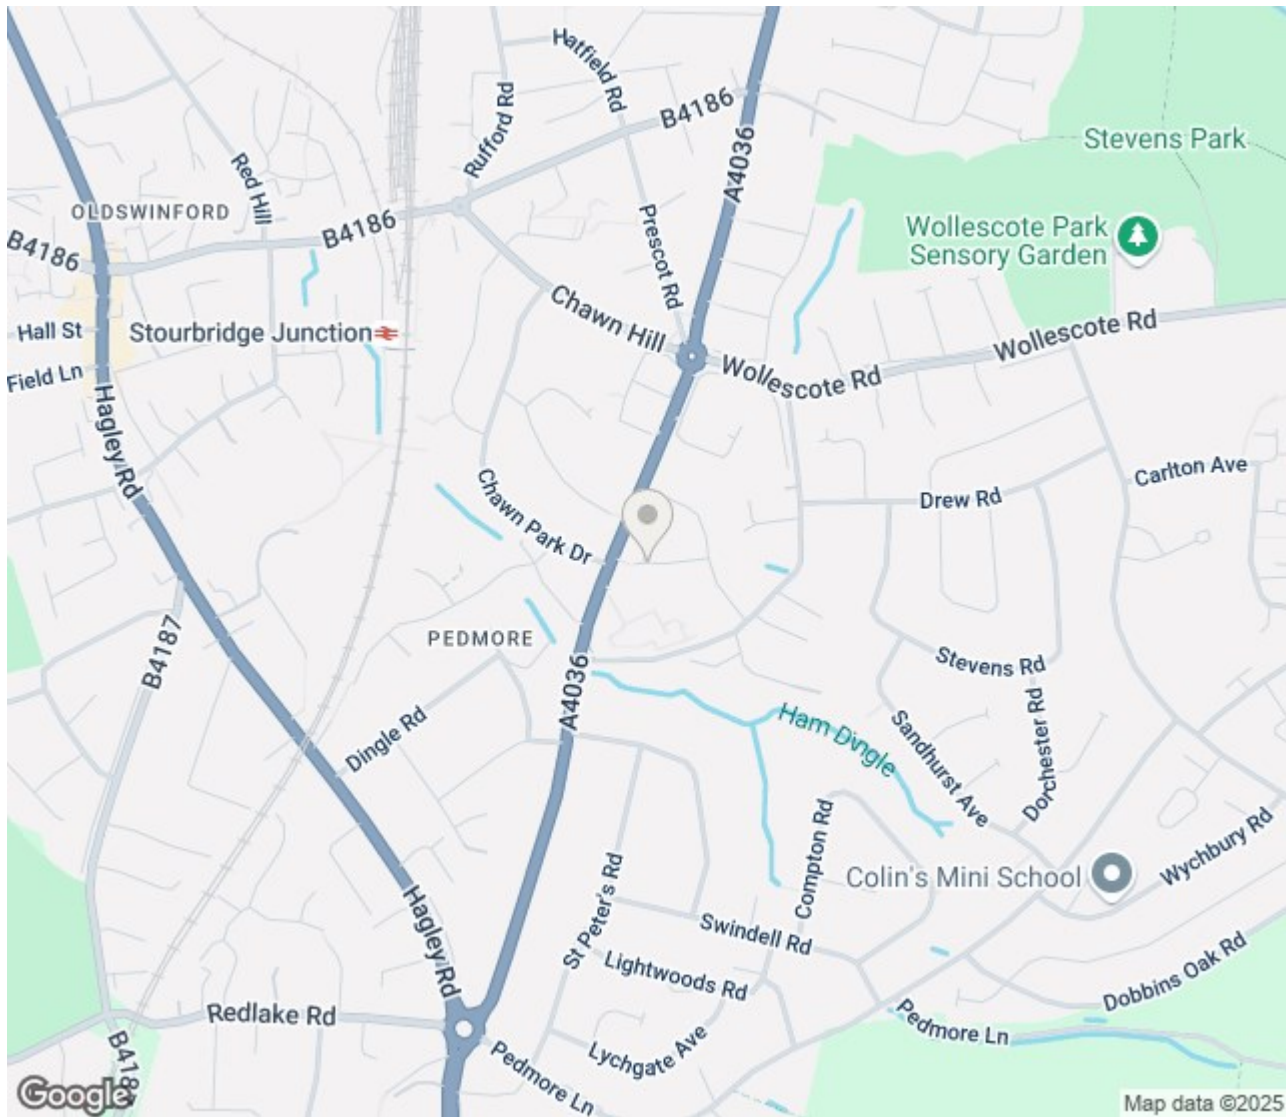 Hatfield Rd
B4186
Rufford Rd
A4036
Stevens Park
Red Hill
OLDSWINFORD
B4186
B4186
Prescot Rd
Wollescote Park
Sensory Garden
Chawn Hill
Hall St
Stourbridge Junction
Wollescote Rd
Wollescote Rd
Field Ln
Hagley Rd
Carlton Ave
Drew Rd
Chawn Park Dr
PEDMORE
B4187
Stevens Rd
A4036
Dorchester Rd
Ham Dingle
Sandhurst Ave
Dingle Rd
Compton Rd
Wychbury Rd
Colin's Mini School
St Peter's Rd
Swindell Rd
Hagley Rd
Lightwoods Rd
Dobbins Oak Rd
Redlake Rd
Pedmore Ln
Lychgate Ave
Pedmore Ln
Google
Map data ©2025